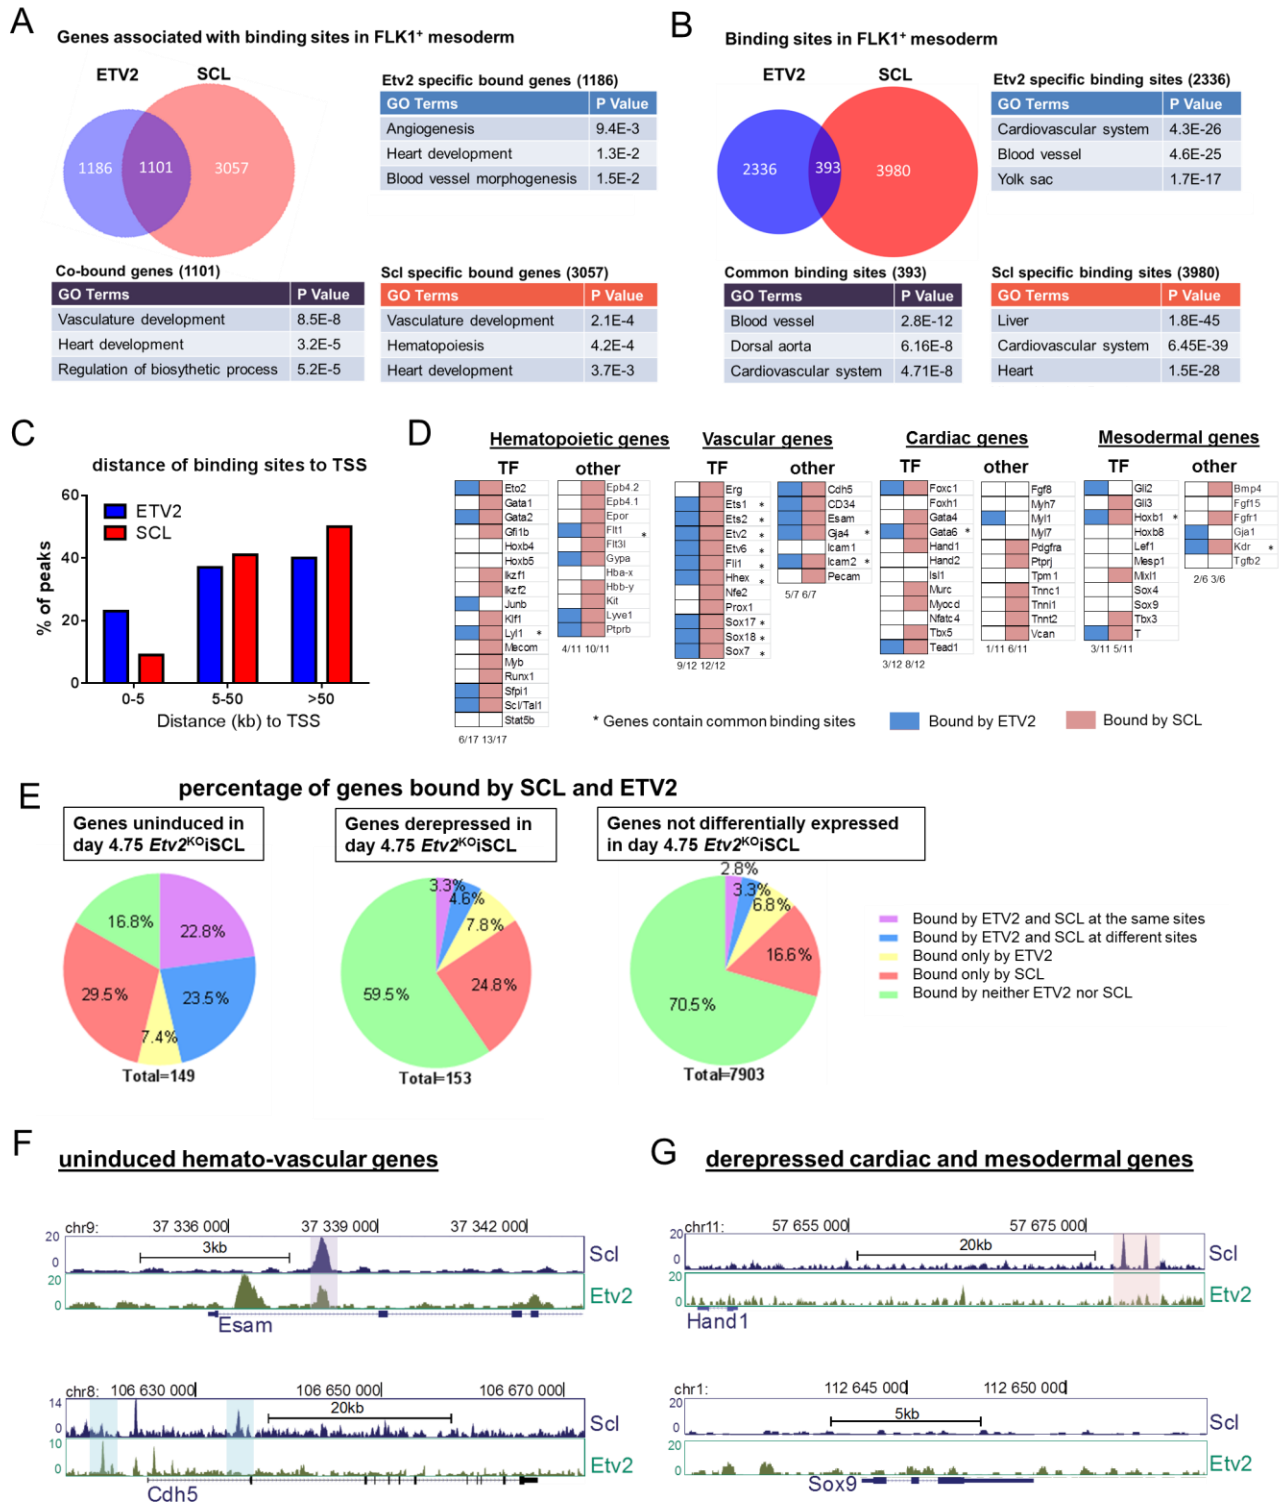 A
Genes associated with binding sites in FLK1+ mesoderm
ETV2 SCL
1186 1101 3057
Etv2 specific bound genes (1186)
GO Terms P Value
Angiogenesis 9.4E-3
Heart development 1.3E-2
Blood vessel morphogenesis 1.5E-2
Co-bound genes (1101)
GO Terms P Value
Vasculature development 8.5E-8
Heart development 3.2E-5
Regulation of biosythetic process 5.2E-5
Scl specific bound genes (3057)
GO Terms P Value
Vasculature development 2.1E-4
Hematopoiesis 4.2E-4
Heart development 3.7E-3
B
Binding sites in FLK1+ mesoderm
ETV2 SCL
2336 393 3980
Etv2 specific binding sites (2336)
GO Terms P Value
Cardiovascular system 4.3E-26
Blood vessel 4.6E-25
Yolk sac 1.7E-17
Common binding sites (393)
GO Terms P Value
Blood vessel 2.8E-12
Dorsal aorta 6.16E-8
Cardiovascular system 4.71E-8
Scl specific binding sites (3980)
GO Terms P Value
Liver 1.8E-45
Cardiovascular system 6.45E-39
Heart 1.5E-28
C
distance of binding sites to TSS
ETV2
SCL
% of peaks
60
40
20
0
0-5 5-50 >50
Distance (kb) to TSS
D
Hematopoietic genes
TF
Eto2
Gata1
Gata2
Gfi1b
Hoxb4
Hoxb5
Ikzf1
Ikzf2
Junb
Klf1
Lyl1 *
Mecom
Myb
Runx1
Sfpi1
Scl/Tal1
Stat5b
6/17 13/17
other
Epb4.2
Epb4.1
Epor
Flt1 *
Flt3l
Gypa
Hba-x
Hbb-y
Kit
Lyve1
Ptprb
4/11 10/11
Vascular genes
TF
Erg
Ets1 *
Ets2 *
Etv2 *
Etv6 *
Fli1 *
Hhex *
Nfe2
Prox1
Sox17 *
Sox18 *
Sox7 *
9/12 12/12
other
Cdh5
CD34
Esam
Gja4 *
Icam1
Icam2 *
Pecam
5/7 6/7
Cardiac genes
TF
Foxc1
Foxh1
Gata4
Gata6 *
Hand1
Hand2
Isl1
Murc
Myocd
Nfatc4
Tbx5
Tead1
3/12 8/12
other
Fgf8
Myh7
Myl1
Myl7
Pdgfra
Ptprj
Tpm1
Tnnc1
Tnni1
Tnnt2
Vcan
1/11 6/11
Mesodermal genes
TF
Gli2
Gli3
Hoxb1 *
Hoxb8
Lef1
Mesp1
Mixl1
Sox4
Sox9
Tbx3
T
3/11 5/11
other
Bmp4
Fgf15
Fgfr1
Gja1
Kdr *
Tgfb2
2/6 3/6
* Genes contain common binding sites Bound by ETV2 Bound by SCL
E
percentage of genes bound by SCL and ETV2
Genes uninduced in
day 4.75 Etv2KOiSCL
22.8%
23.5%
7.4%
29.5%
16.8%
Total=149
Genes derepressed in
day 4.75 Etv2KOiSCL
3.3%
4.6%
7.8%
24.8%
59.5%
Total=153
Genes not differentially expressed
in day 4.75 Etv2KOiSCL
2.8%
3.3%
6.8%
16.6%
70.5%
Total=7903
Bound by ETV2 and SCL at the same sites
Bound by ETV2 and SCL at different sites
Bound only by ETV2
Bound only by SCL
Bound by neither ETV2 nor SCL
F
uninduced hemato-vascular genes
chr9: 37 336 000 37 339 000 37 342 000
20
0
3kb
Scl
20
0
Etv2
Esam
chr8: 106 630 000 106 650 000 106 670 000
14
0
20kb
Scl
10
0
Etv2
Cdh5
G
derepressed cardiac and mesodermal genes
chr11: 57 655 000 57 675 000
20
0
20kb
Scl
20
0
Etv2
Hand1
chr1: 112 645 000 112 650 000
20
0
5kb
Scl
20
0
Etv2
Sox9